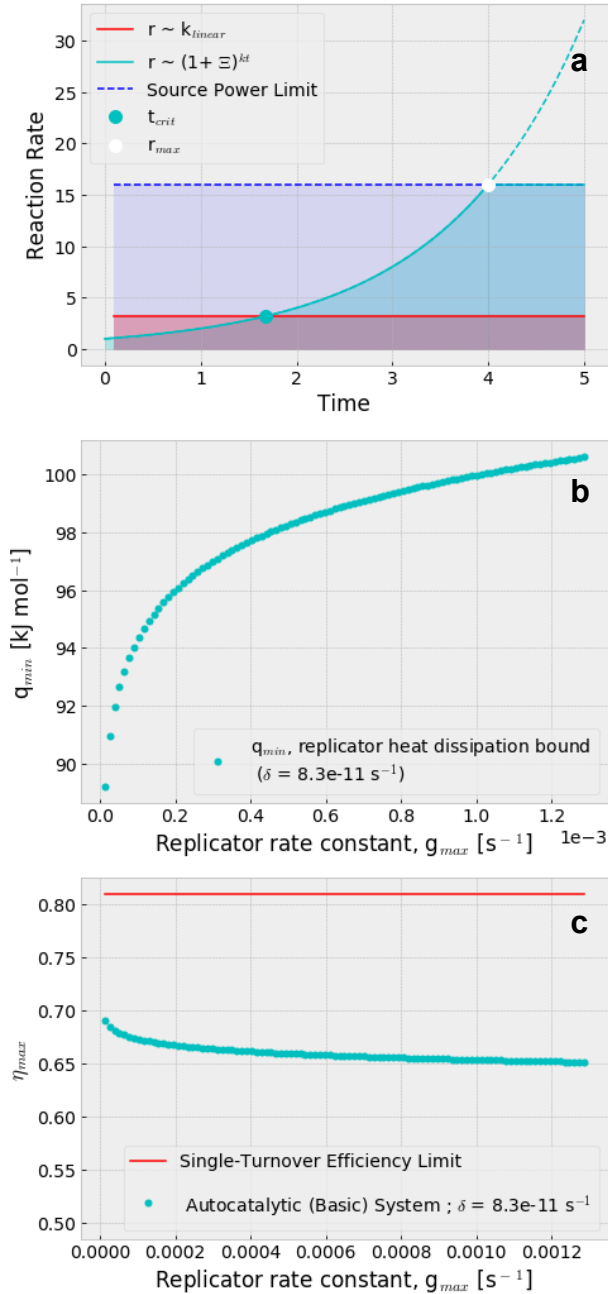 a
r ~ k_linear
r ~ (1+ Ξ)^kt
Source Power Limit
t_crit
r_max
Reaction Rate
30
25
20
15
10
5
0
0 1 2 3 4 5
Time
b
q_min [kJ mol⁻¹]
100
98
96
94
92
90
q_min, replicator heat dissipation bound
(δ = 8.3e-11 s⁻¹)
0.0 0.2 0.4 0.6 0.8 1.0 1.2
1e−3
Replicator rate constant, g_max [s⁻¹]
c
η_max
0.80
0.75
0.70
0.65
0.60
0.55
0.50
Single-Turnover Efficiency Limit
Autocatalytic (Basic) System ; δ = 8.3e-11 s⁻¹
0.0000 0.0002 0.0004 0.0006 0.0008 0.0010 0.0012
Replicator rate constant, g_max [s⁻¹]